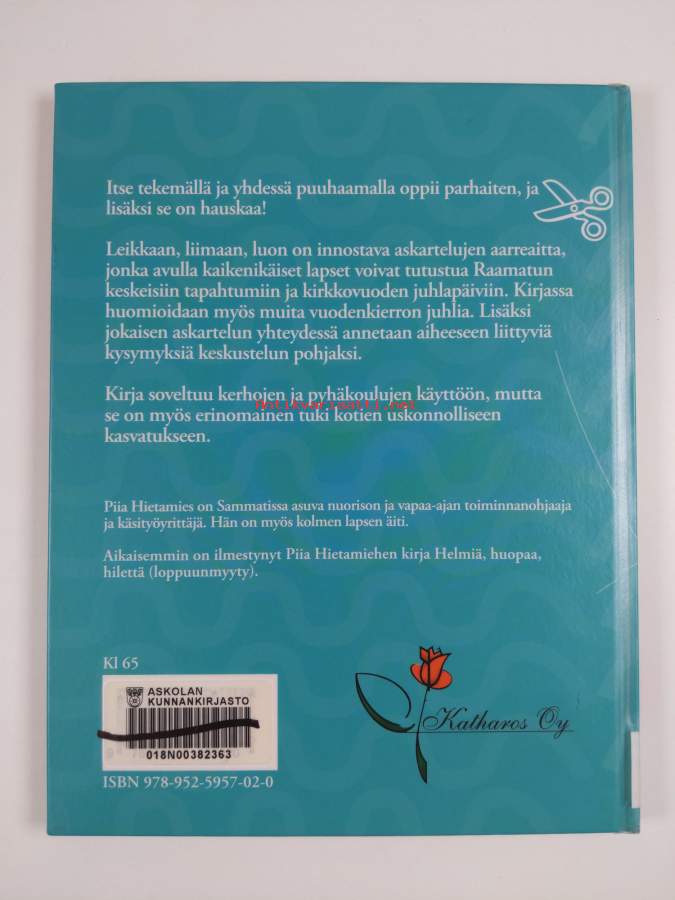 Itse tekemällä ja yhdessä puuhaamalla oppii parhaiten, ja
lisäksi se on hauskaa!
Leikkaan, liimaan, luon on innostava askartelujen aarreaitta,
jonka avulla kaikenikäiset lapset voivat tutustua Raamatun
keskeisiin tapahtumiin ja kirkkovuoden juhlapäiviin. Kirjassa
huomioidaan myös muita vuodenkierron juhlia. Lisäksi
jokaisen askartelun yhteydessä annetaan aiheeseen liittyviä
kysymyksiä keskustelun pohjaksi.
Kirja soveltuu kerhojen ja pyhäkoulujen käyttöön, mutta
Antikvariaatti.net
se on myös erinomainen tuki kotien uskonnolliseen
kasvatukseen.
Piia Hietamies on Sammatissa asuva nuorison ja vapaa-ajan toiminnanohjaaja
ja käsityöyrittäjä. Hän on myös kolmen lapsen äiti.
Aikaisemmin on ilmestynyt Piia Hietamiehen kirja Helmiä, huopaa,
hilettä (loppuunmyyty).
Kl 65
ASKOLAN
KUNNANKIRJASTO
018N00382363
Katharos Oy
ISBN 978-952-5957-02-0